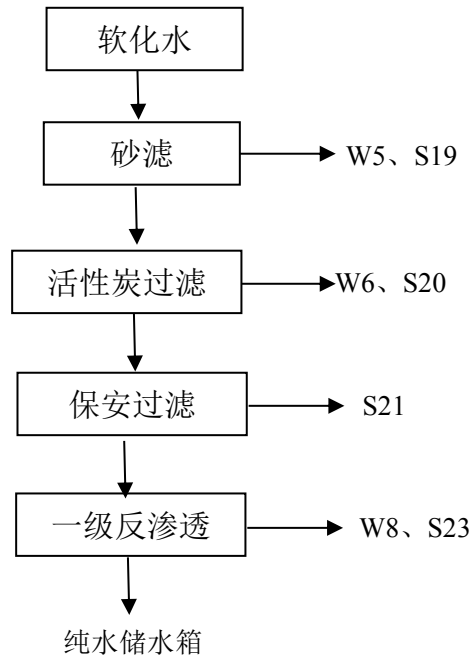 软化水
砂滤
W5、S19
活性炭过滤
W6、S20
保安过滤
S21
一级反渗透
W8、S23
纯水储水箱